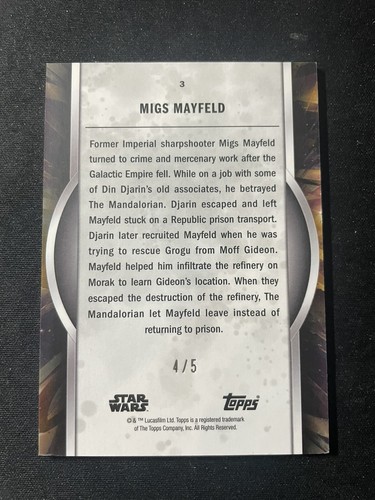 3
MIGS MAYFELD
Former Imperial sharpshooter Migs Mayfeld
turned to crime and mercenary work after the
Galactic Empire fell. While on a job with some
of Din Djarin's old associates, he betrayed
The Mandalorian. Djarin escaped and left
Mayfeld stuck on a Republic prison transport.
Djarin later recruited Mayfeld when he was
trying to rescue Grogu from Moff Gideon.
Mayfeld helped him infiltrate the refinery on
Morak to learn Gideon's location. When they
escaped the destruction of the refinery, The
Mandalorian let Mayfeld leave instead of
returning to prison.
4/5
STAR WARS
topps
© & ™ Lucasfilm Ltd. Topps is a registered trademark
of The Topps Company, Inc. All Rights Reserved.